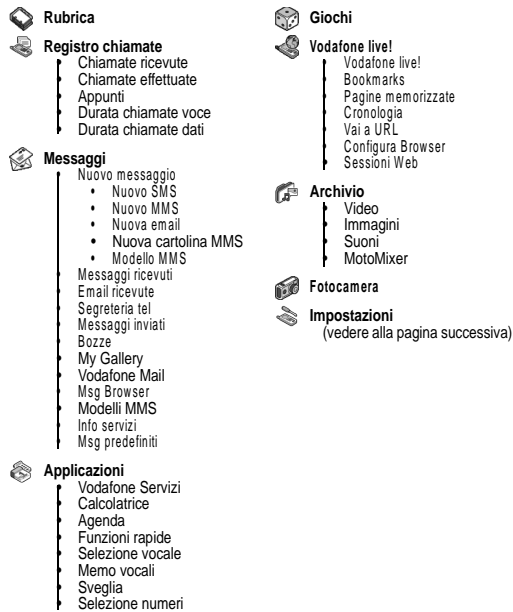 Rubrica
Registro chiamate
• Chiamate ricevute
• Chiamate effettuate
• Appunti
• Durata chiamate voce
• Durata chiamate dati
Messaggi
• Nuovo messaggio
• Nuovo SMS
• Nuovo MMS
• Nuova email
• Nuova cartolina MMS
• Modello MMS
• Messaggi ricevuti
• Email ricevute
• Segreteria tel
• Messaggi inviati
• Bozze
• My Gallery
• Vodafone Mail
• Msg Browser
• Modelli MMS
• Info servizi
• Msg predefiniti
Applicazioni
• Vodafone Servizi
• Calcolatrice
• Agenda
• Funzioni rapide
• Selezione vocale
• Memo vocali
• Sveglia
• Selezione numeri
Giochi
Vodafone live!
• Vodafone live!
• Bookmarks
• Pagine memorizzate
• Cronologia
• Vai a URL
• Configura Browser
• Sessioni Web
Archivio
• Video
• Immagini
• Suoni
• MotoMixer
Fotocamera
Impostazioni
(vedere alla pagina successiva)